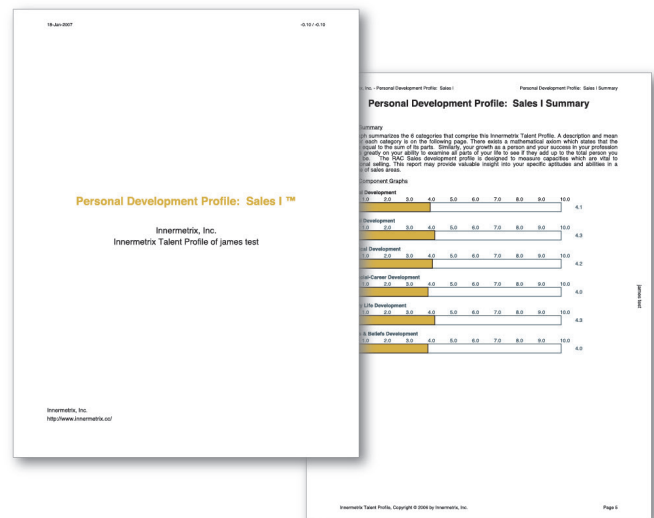 18-Jan-2007
-0.10 / -0.10
Personal Development Profile: Sales I ™
Innermetrix, Inc.
Innermetrix Talent Profile of james test
Innermetrix, Inc.
http://www.innermetrix.cc/
Inc. - Personal Development Profile: Sales I
Personal Development Profile: Sales I Summary
Personal Development Profile: Sales I Summary
summarizes the 6 categories that comprise this Innermetrix Talent Profile. A description and mean
each category is on the following page. There exists a mathematical axiom which states that the
equal to the sum of its parts. Similarly, your growth as a person and your success in your profession
greatly on your ability to examine all parts of your life to see if they add up to the total person you
be. The RAC Sales development profile is designed to measure capacities which are vital to
selling. This report may provide valuable insight into your specific aptitudes and abilities in a
of sales areas.
Component Graphs
Development
1.0 2.0 3.0 4.0 5.0 6.0 7.0 8.0 9.0 10.0
4.1
Development
1.0 2.0 3.0 4.0 5.0 6.0 7.0 8.0 9.0 10.0
4.3
Development
1.0 2.0 3.0 4.0 5.0 6.0 7.0 8.0 9.0 10.0
4.2
-Career Development
1.0 2.0 3.0 4.0 5.0 6.0 7.0 8.0 9.0 10.0
4.0
Life Development
1.0 2.0 3.0 4.0 5.0 6.0 7.0 8.0 9.0 10.0
4.3
& Beliefs Development
1.0 2.0 3.0 4.0 5.0 6.0 7.0 8.0 9.0 10.0
4.0
james test
Innermetrix Talent Profile, Copyright © 2006 by Innermetrix, Inc.
Page 5